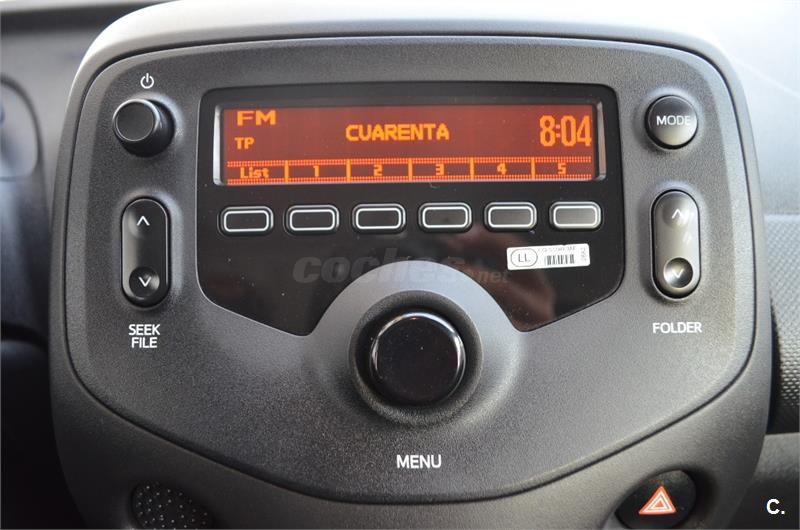 FM
TP
CUARENTA
8:04
List 1 2 3 4 5
MODE
LL
SEEK
FILE
FOLDER
coches.net
MENU
C.